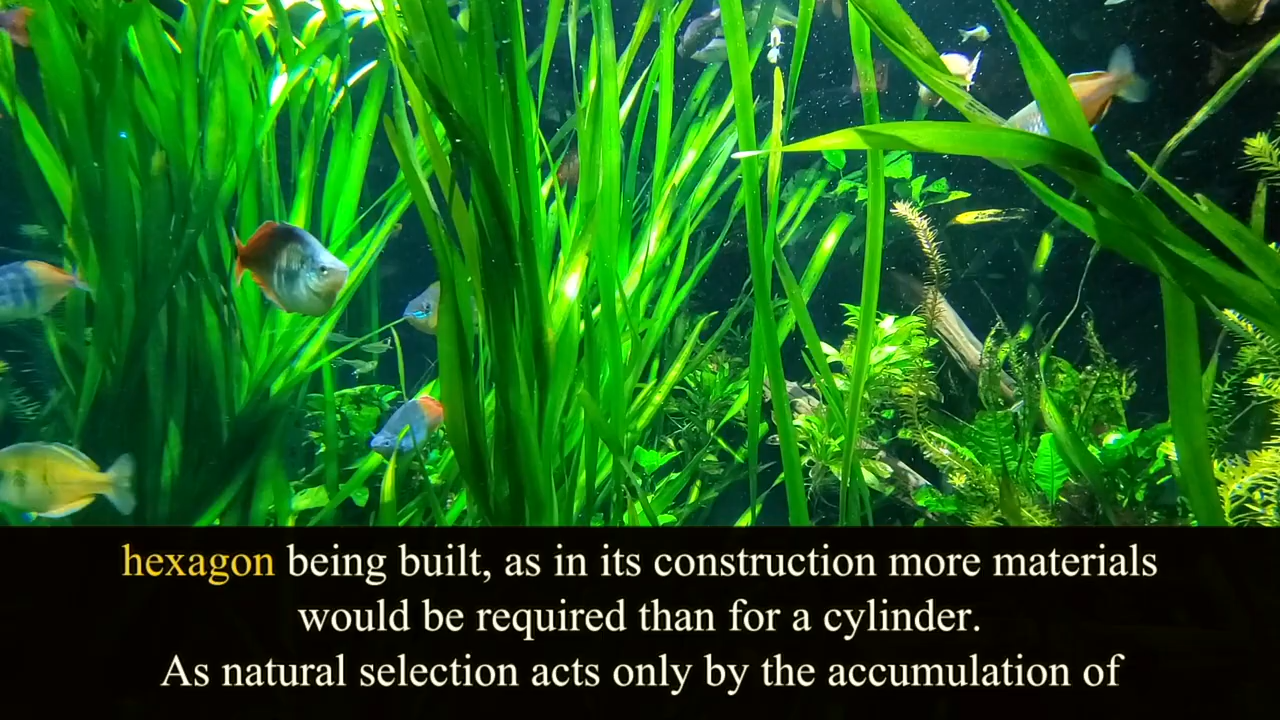 hexagon being built, as in its construction more materials
would be required than for a cylinder.
As natural selection acts only by the accumulation of